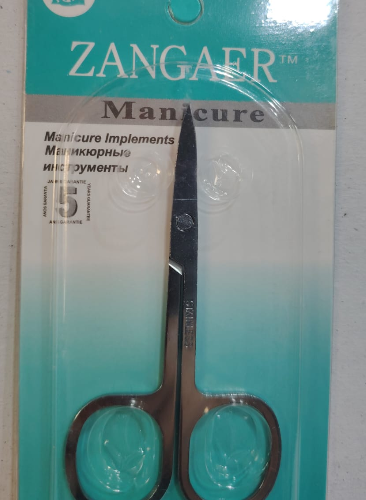 ZANGAER™
Manicure
Manicure Implements
Маникюрные
инструменты
5